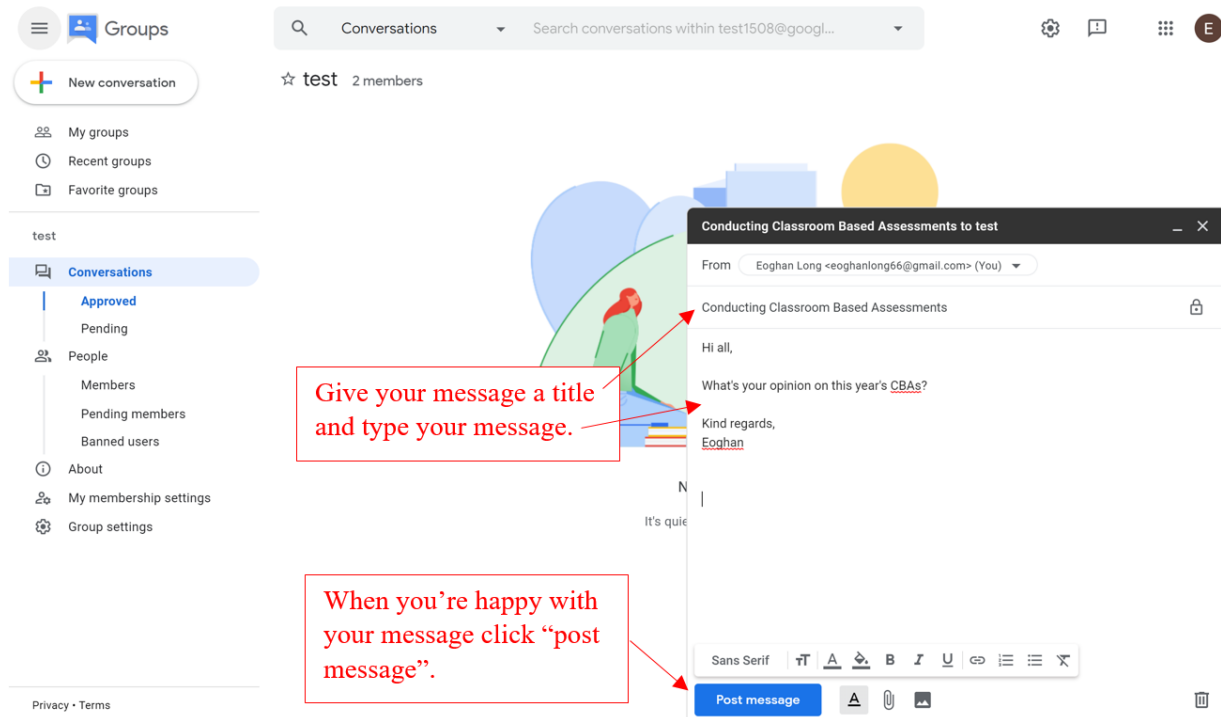 Groups
Conversations
Search conversations within test1508@googl...
E
New conversation
test 2 members
My groups
Recent groups
Favorite groups
test
Conversations
Approved
Pending
People
Members
Pending members
Banned users
About
My membership settings
Group settings
Privacy • Terms
Give your message a title
and type your message.
N
It's quie
When you’re happy with
your message click “post
message”.
Conducting Classroom Based Assessments to test
From Eoghan Long <eoghanlong66@gmail.com> (You)
Conducting Classroom Based Assessments
Hi all,
What's your opinion on this year's CBAs?
Kind regards,
Eoghan
Sans Serif
Post message